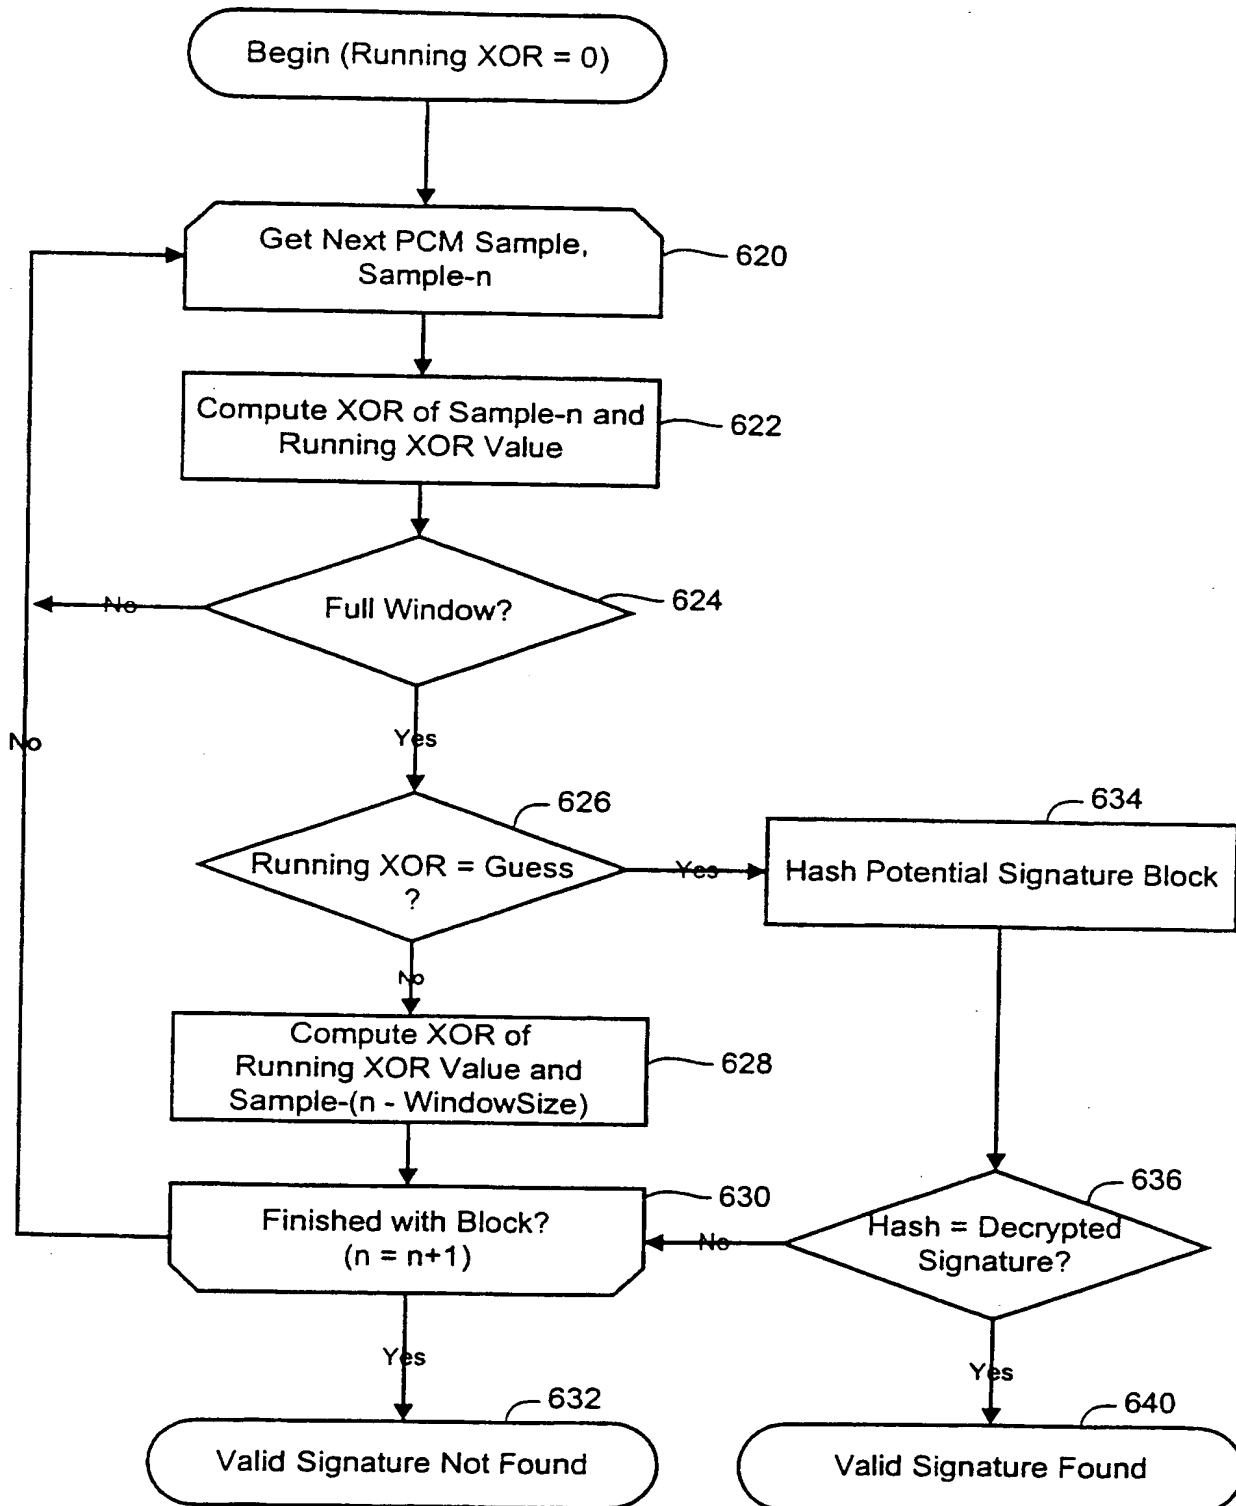 Begin (Running XOR = 0)
Get Next PCM Sample,
Sample-n
620
Compute XOR of Sample-n and
Running XOR Value
622
Full Window?
624
No
No
Yes
626
Running XOR = Guess
?
Yes
634
Hash Potential Signature Block
No
Compute XOR of
Running XOR Value and
Sample-(n - WindowSize)
628
630
Finished with Block?
(n = n+1)
No
636
Hash = Decrypted
Signature?
Yes
Yes
632
Valid Signature Not Found
640
Valid Signature Found